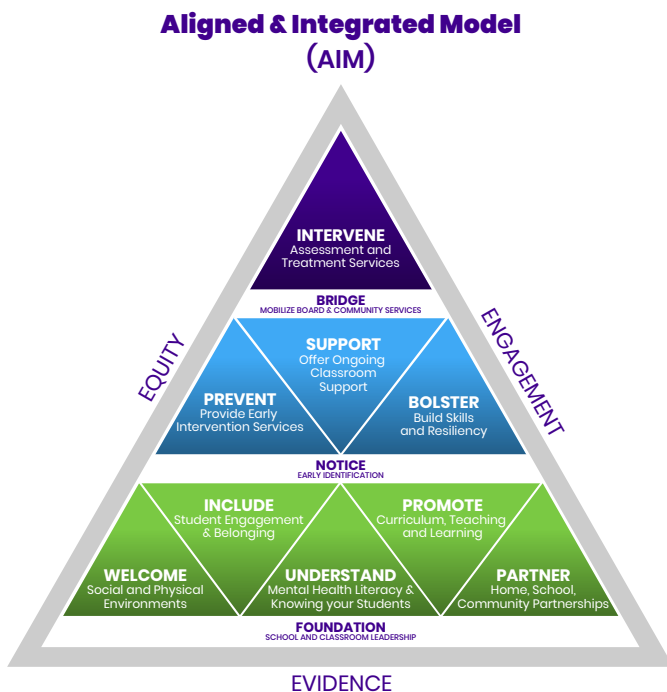 Aligned & Integrated Model
(AIM)
INTERVENE
Assessment and
Treatment Services
BRIDGE
MOBILIZE BOARD & COMMUNITY SERVICES
EQUITY
ENGAGEMENT
SUPPORT
Offer Ongoing
Classroom
Support
PREVENT
Provide Early
Intervention Services
BOLSTER
Build Skills
and Resiliency
NOTICE
EARLY IDENTIFICATION
INCLUDE
Student Engagement
& Belonging
PROMOTE
Curriculum, Teaching
and Learning
WELCOME
Social and Physical
Environments
UNDERSTAND
Mental Health Literacy &
Knowing your Students
PARTNER
Home, School,
Community Partnerships
FOUNDATION
SCHOOL AND CLASSROOM LEADERSHIP
EVIDENCE